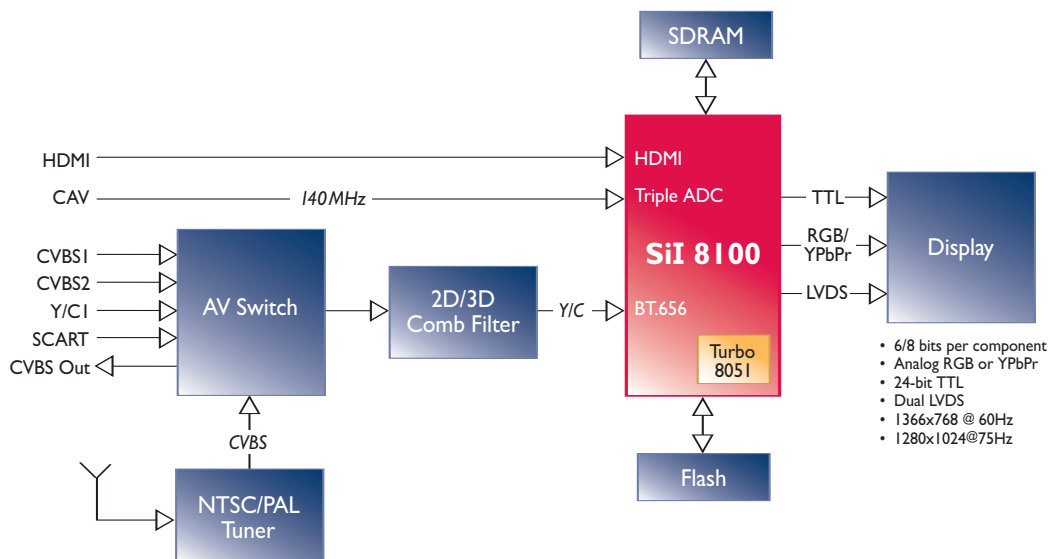 SDRAM
HDMI
HDMI
CAV
140MHz
Triple ADC
TTL
CVBS1
CVBS2
Y/C1
SCART
CVBS Out
AV Switch
2D/3D
Comb Filter
Y/C
SiI 8100
BT.656
Turbo
8051
RGB/
YPbPr
LVDS
Display
• 6/8 bits per component
• Analog RGB or YPbPr
• 24-bit TTL
• Dual LVDS
• 1366x768 @ 60Hz
• 1280x1024@75Hz
CVBS
NTSC/PAL
Tuner
Flash